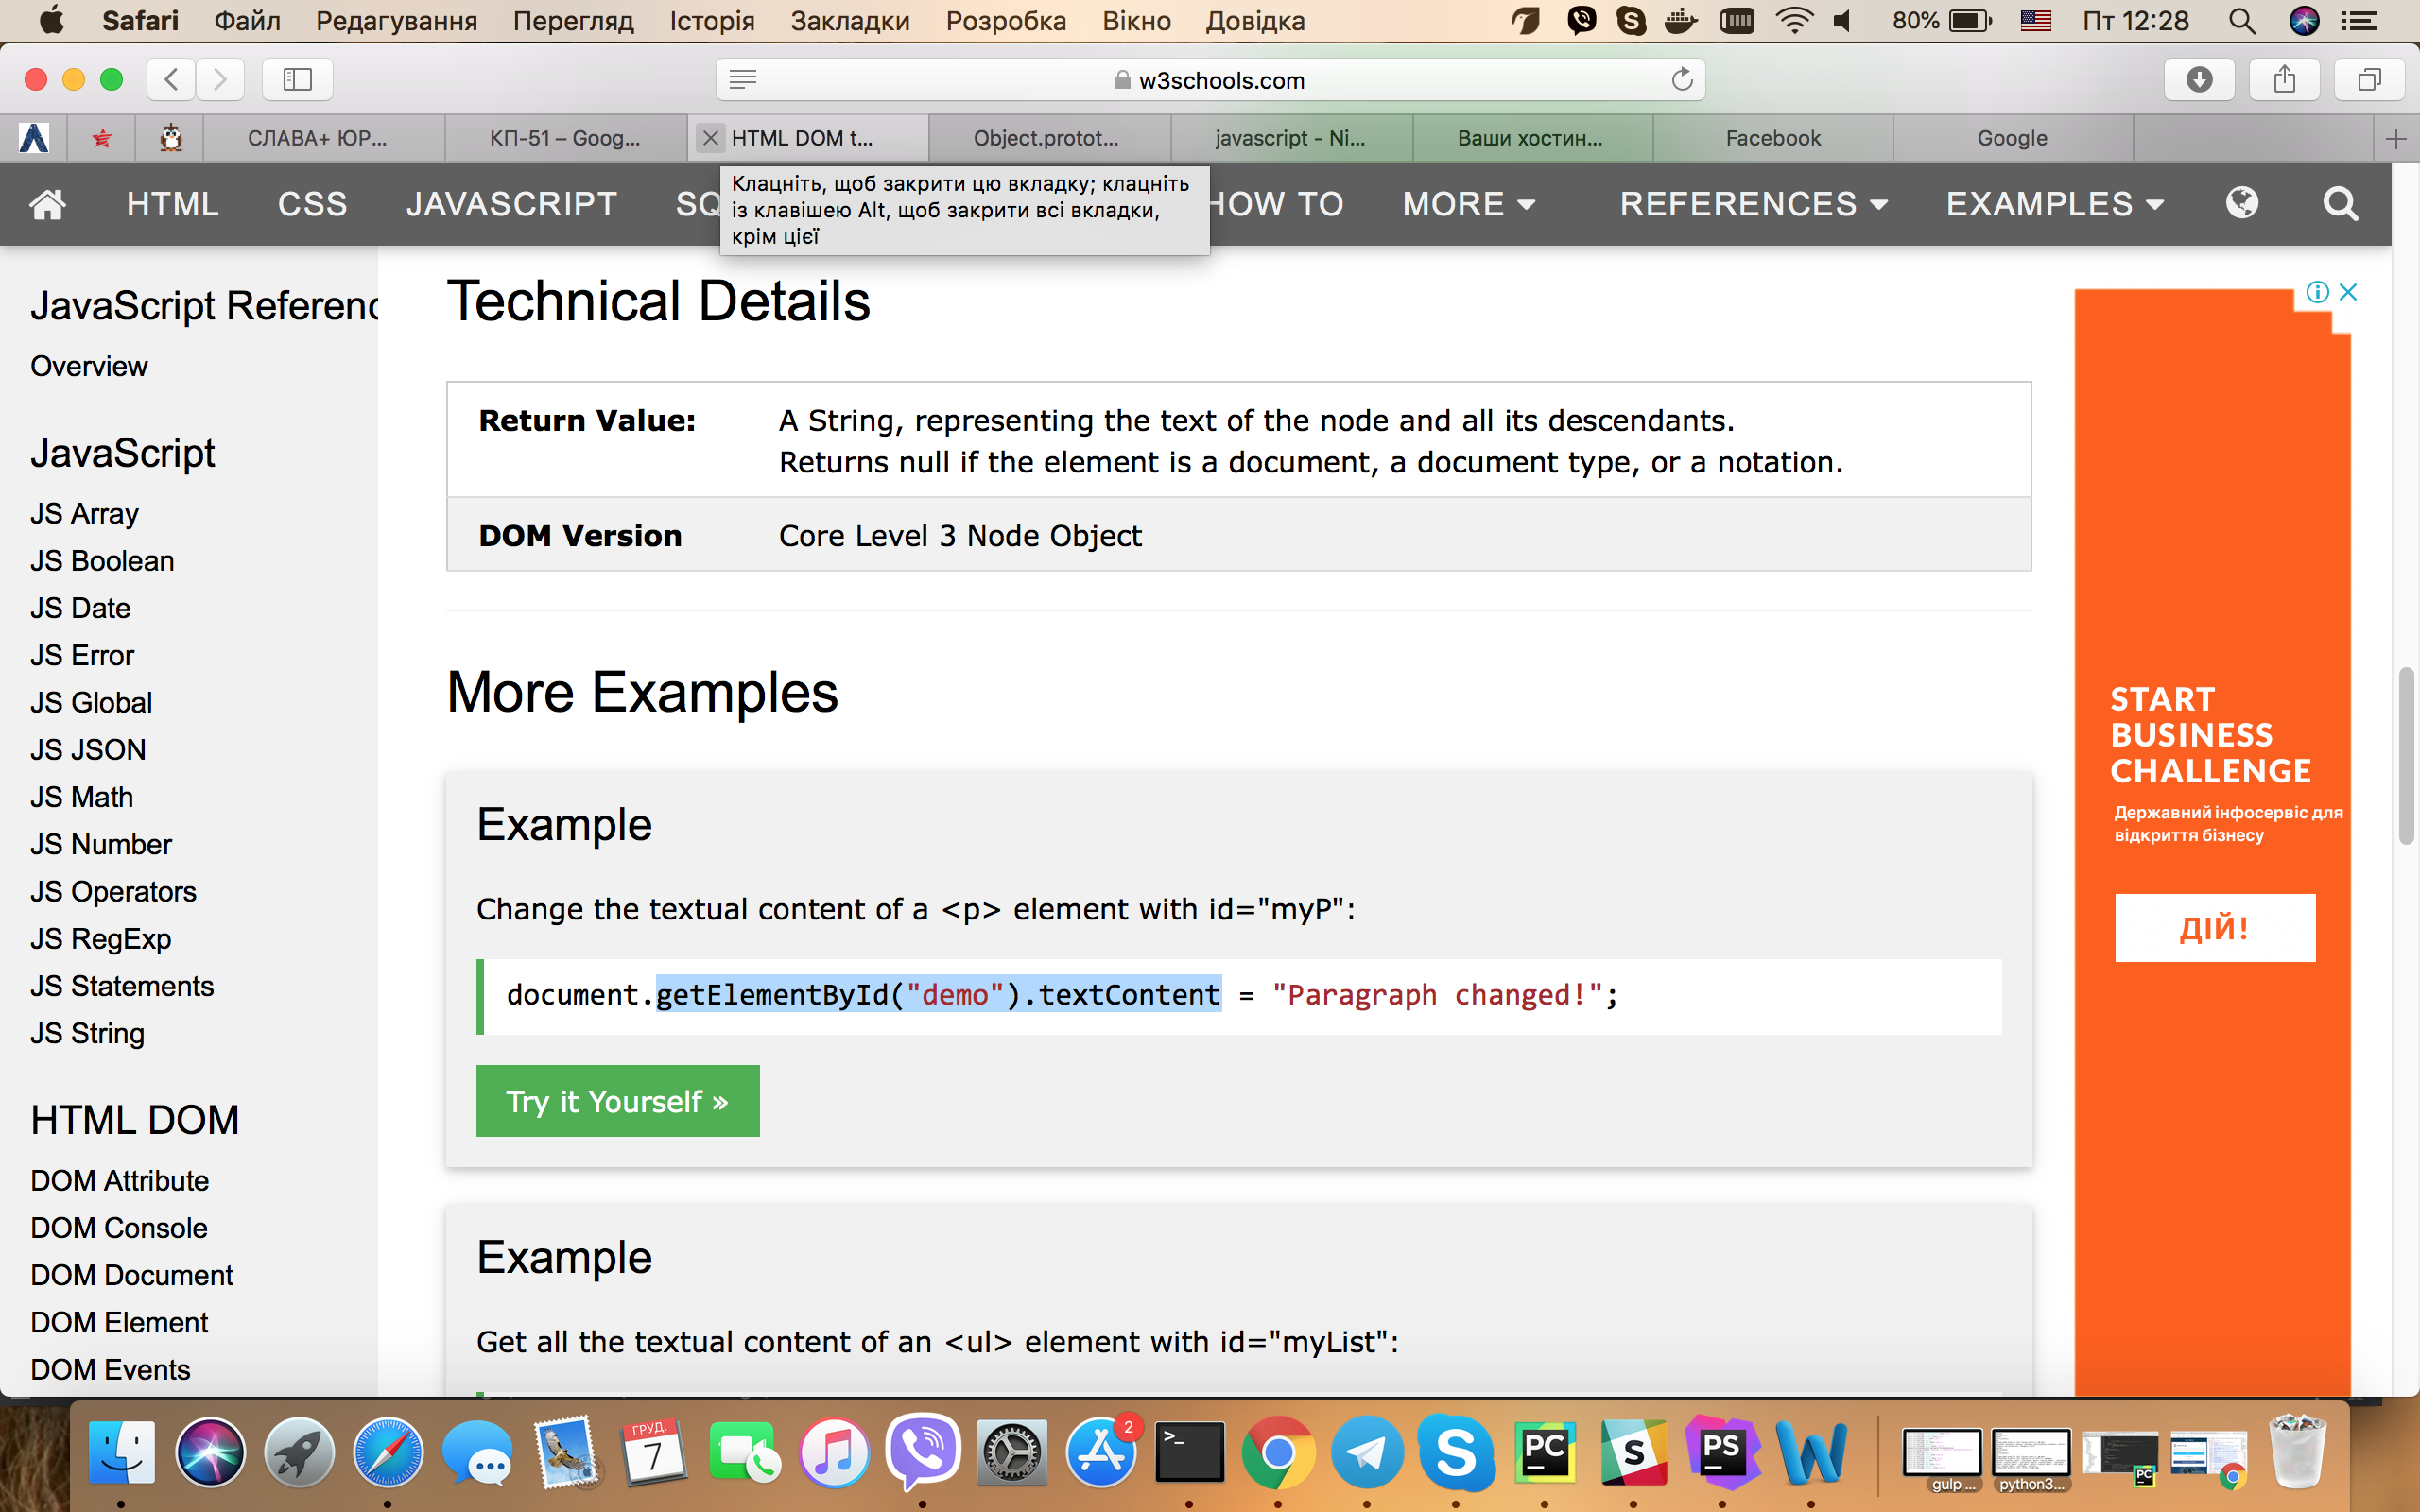 Safari Файл Редагування Перегляд Історія Закладки Розробка Вікно Довідка 80% Пт 12:28
w3schools.com
СЛАВА+ ЮР... КП-51 – Goog... HTML DOM t... Object.protot... javascript - Ni... Ваши хостин... Facebook Google
HTML CSS JAVASCRIPT SQ HOW TO MORE REFERENCES EXAMPLES
Клацніть, щоб закрити цю вкладку; клацніть
із клавішею Alt, щоб закрити всі вкладки,
крім цієї
JavaScript Referenc
Overview
JavaScript
JS Array
JS Boolean
JS Date
JS Error
JS Global
JS JSON
JS Math
JS Number
JS Operators
JS RegExp
JS Statements
JS String
HTML DOM
DOM Attribute
DOM Console
DOM Document
DOM Element
DOM Events
Technical Details
Return Value: A String, representing the text of the node and all its descendants.
Returns null if the element is a document, a document type, or a notation.
DOM Version Core Level 3 Node Object
More Examples
Example
Change the textual content of a <p> element with id="myP":
document.getElementById("demo").textContent = "Paragraph changed!";
Try it Yourself »
Example
Get all the textual content of an <ul> element with id="myList":
START
BUSINESS
CHALLENGE
Державний інфосервіс для
відкриття бізнесу
ДІЙ!
ГРУД.
7
2
>_
PC
S
S
PS
W
gulp ...
python3...
PC